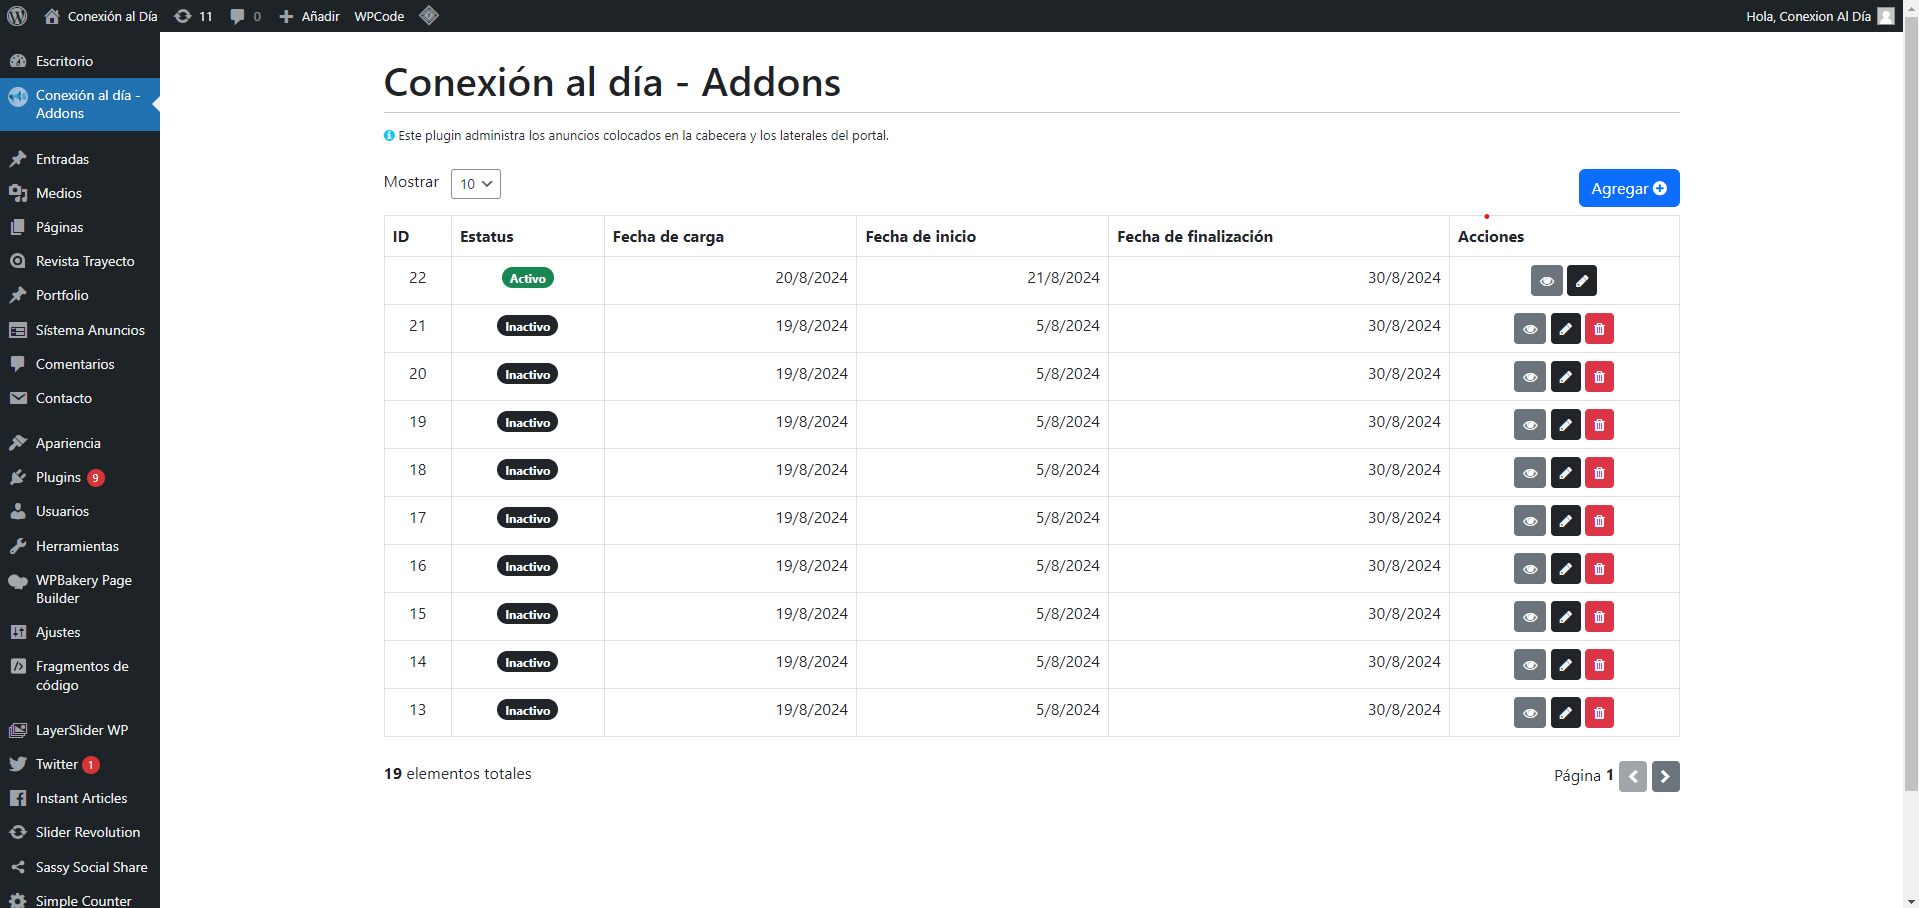 Conexión al Día 11 0 Añadir WPCode Hola, Conexion Al Día
Escritorio
Conexión al día -
Addons
Entradas
Medios
Páginas
Revista Trayecto
Portfolio
Sístema Anuncios
Comentarios
Contacto
Apariencia
Plugins 9
Usuarios
Herramientas
WPBakery Page
Builder
Ajustes
Fragmentos de
código
LayerSlider WP
Twitter 1
Instant Articles
Slider Revolution
Sassy Social Share
Simple Counter
Conexión al día - Addons
Este plugin administra los anuncios colocados en la cabecera y los laterales del portal.
Mostrar 10 Agregar
ID Estatus Fecha de carga Fecha de inicio Fecha de finalización Acciones
22 Activo 20/8/2024 21/8/2024 30/8/2024
21 Inactivo 19/8/2024 5/8/2024 30/8/2024
20 Inactivo 19/8/2024 5/8/2024 30/8/2024
19 Inactivo 19/8/2024 5/8/2024 30/8/2024
18 Inactivo 19/8/2024 5/8/2024 30/8/2024
17 Inactivo 19/8/2024 5/8/2024 30/8/2024
16 Inactivo 19/8/2024 5/8/2024 30/8/2024
15 Inactivo 19/8/2024 5/8/2024 30/8/2024
14 Inactivo 19/8/2024 5/8/2024 30/8/2024
13 Inactivo 19/8/2024 5/8/2024 30/8/2024
19 elementos totales Página 1